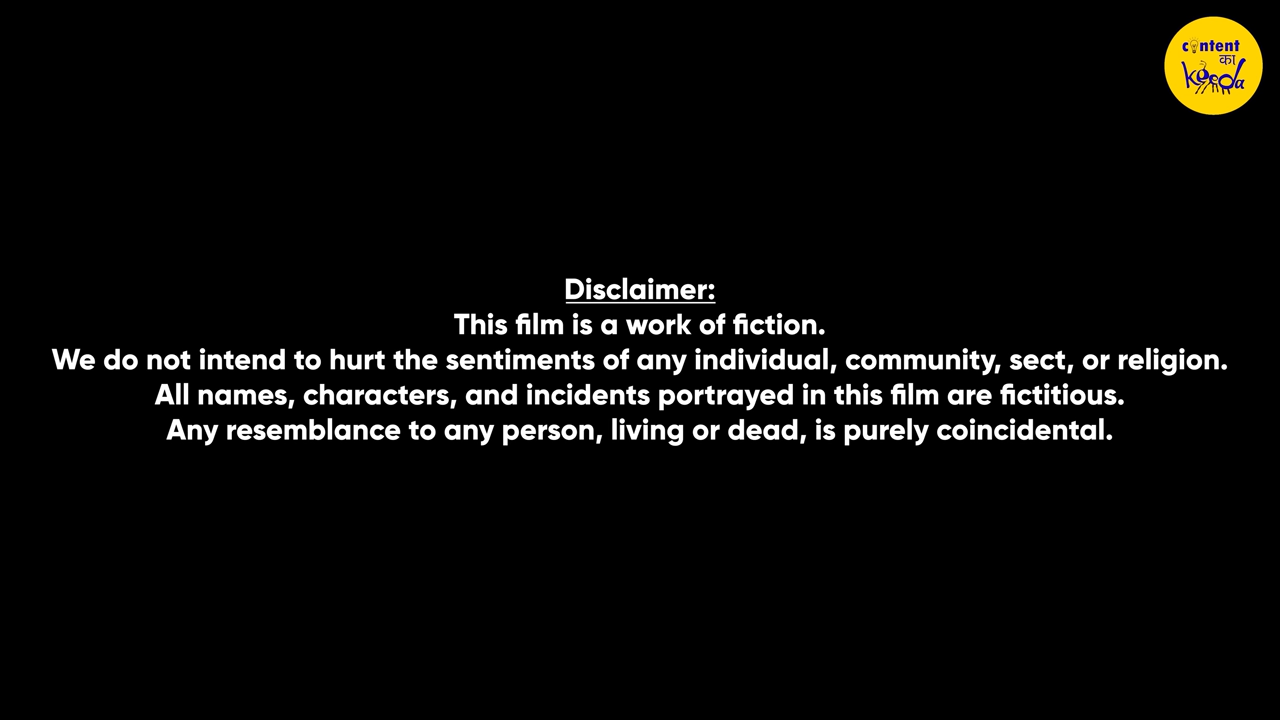 content
का
keeda
Disclaimer:
This film is a work of fiction.
We do not intend to hurt the sentiments of any individual, community, sect, or religion.
All names, characters, and incidents portrayed in this film are fictitious.
Any resemblance to any person, living or dead, is purely coincidental.